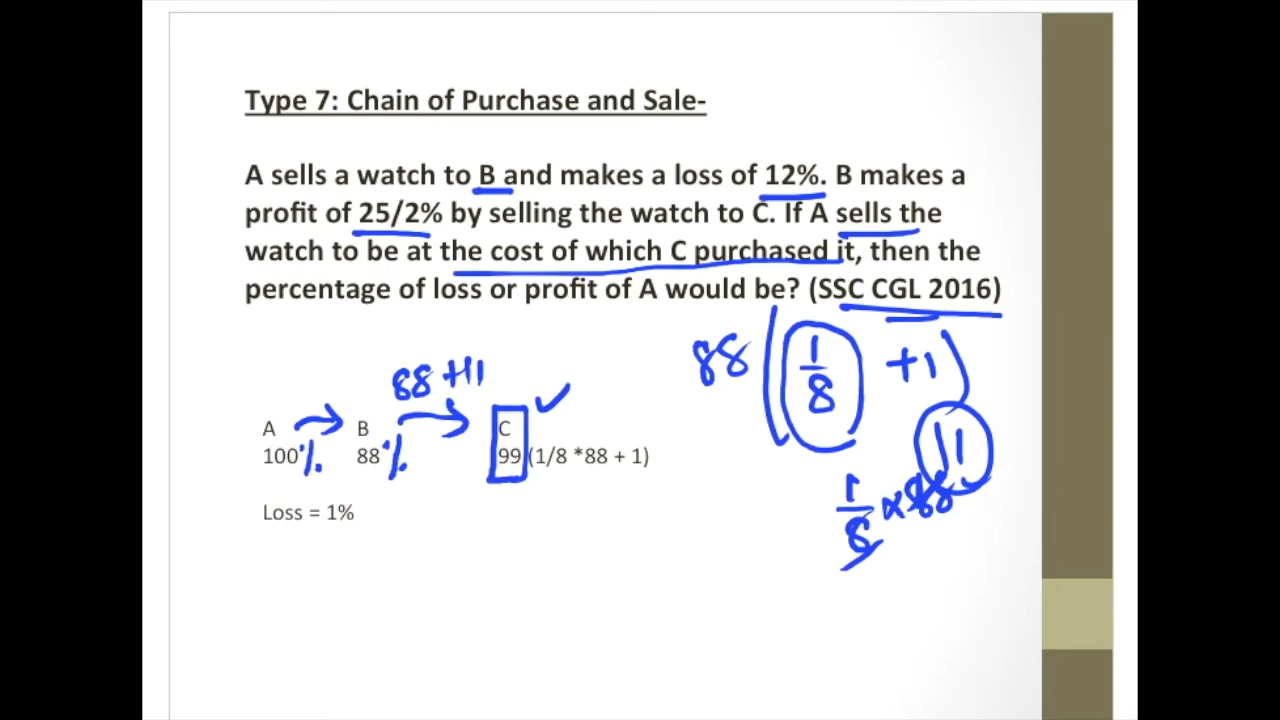 Type 7: Chain of Purchase and Sale-
A sells a watch to B and makes a loss of 12%. B makes a
profit of 25/2% by selling the watch to C. If A sells the
watch to be at the cost of which C purchased it, then the
percentage of loss or profit of A would be? (SSC CGL 2016)
88 ( 1/8 + 1 )
88 +11
A B C
100% 88% 99 (1/8 *88 + 1)
11
1/8 × 88
Loss = 1%